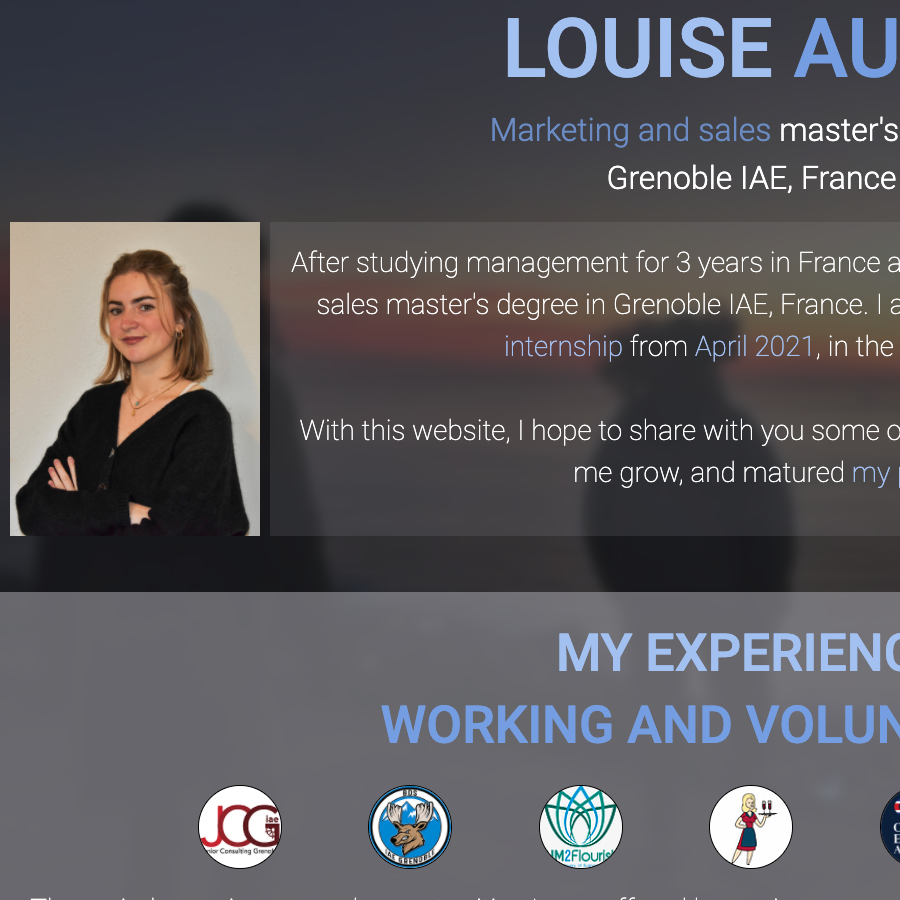 LOUISE AU
Marketing and sales master's
Grenoble IAE, France
After studying management for 3 years in France a
sales master's degree in Grenoble IAE, France. I a
internship from April 2021, in the
With this website, I hope to share with you some o
me grow, and matured my p
MY EXPERIENC
WORKING AND VOLUN
JCG iae
nior Consulting Grenob
BDS
IAE GRENOBLE
IM2Flourish